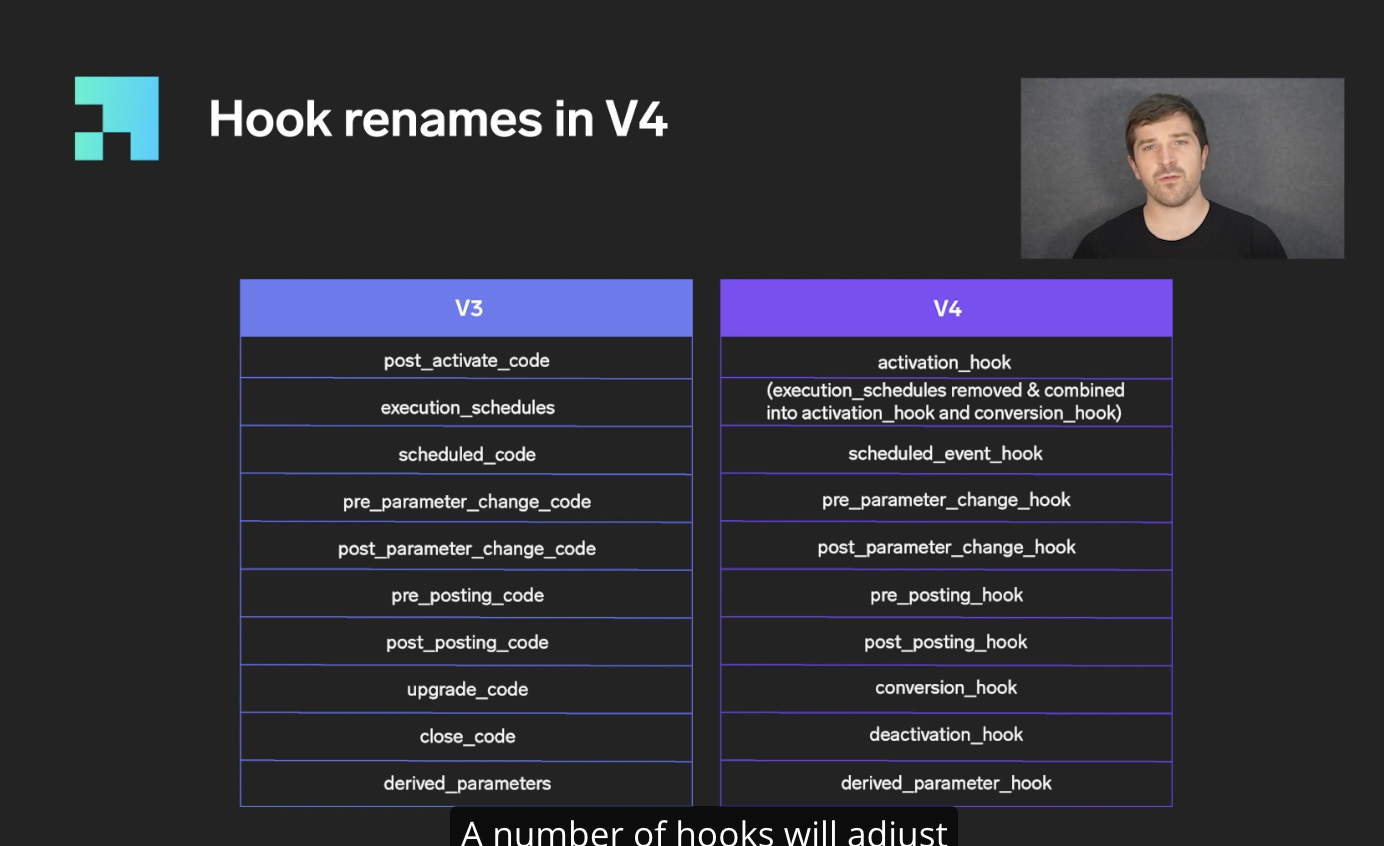 Hook renames in V4
V3
V4
post_activate_code
activation_hook
execution_schedules
(execution_schedules removed & combined
into activation_hook and conversion_hook)
scheduled_code
scheduled_event_hook
pre_parameter_change_code
pre_parameter_change_hook
post_parameter_change_code
post_parameter_change_hook
pre_posting_code
pre_posting_hook
post_posting_code
post_posting_hook
upgrade_code
conversion_hook
close_code
deactivation_hook
derived_parameters
derived_parameter_hook
A number of hooks will adjust